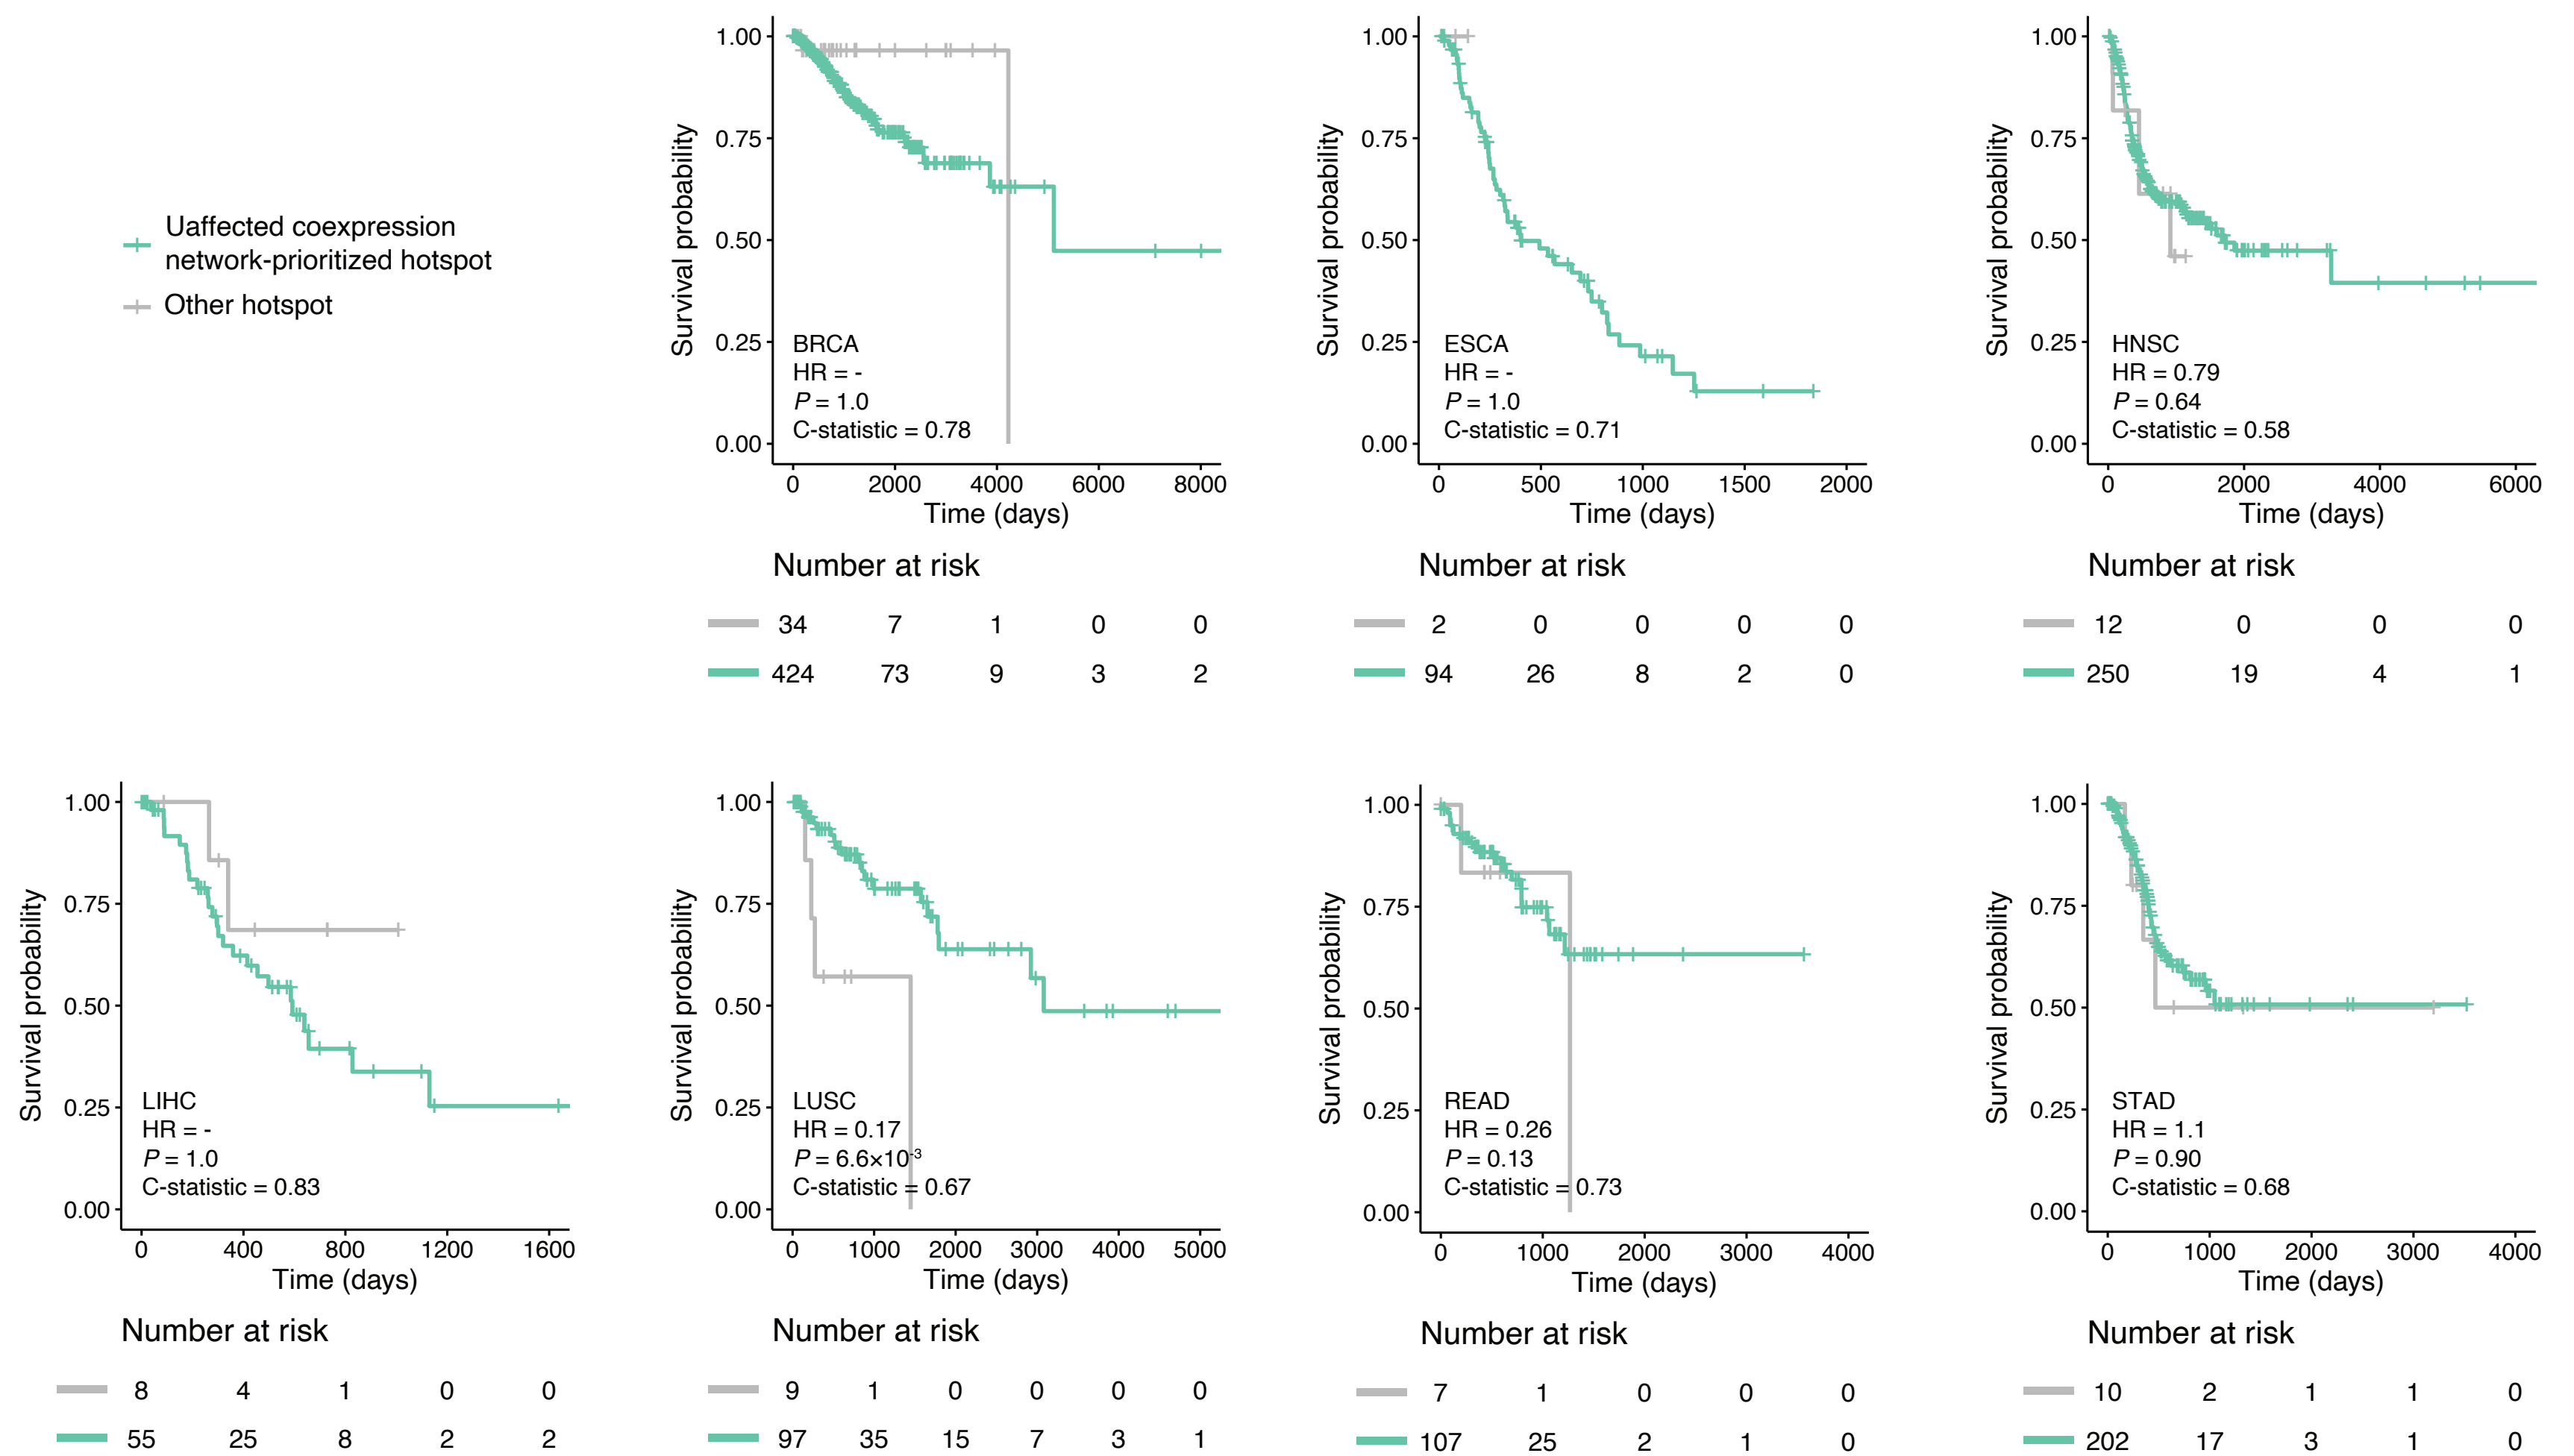 Uaffected coexpression
network-prioritized hotspot
Other hotspot
Survival probability
1.00
0.75
0.50
0.25
0.00
BRCA
HR = -
P = 1.0
C-statistic = 0.78
0 2000 4000 6000 8000
Time (days)
Number at risk
34 7 1 0 0
424 73 9 3 2
Survival probability
1.00
0.75
0.50
0.25
0.00
ESCA
HR = -
P = 1.0
C-statistic = 0.71
0 500 1000 1500 2000
Time (days)
Number at risk
2 0 0 0 0
94 26 8 2 0
Survival probability
1.00
0.75
0.50
0.25
0.00
HNSC
HR = 0.79
P = 0.64
C-statistic = 0.58
0 2000 4000 6000
Time (days)
Number at risk
12 0 0 0
250 19 4 1
Survival probability
1.00
0.75
0.50
0.25
0.00
LIHC
HR = -
P = 1.0
C-statistic = 0.83
0 400 800 1200 1600
Time (days)
Number at risk
8 4 1 0 0
55 25 8 2 2
Survival probability
1.00
0.75
0.50
0.25
0.00
LUSC
HR = 0.17
P = 6.6×10⁻³
C-statistic = 0.67
0 1000 2000 3000 4000 5000
Time (days)
Number at risk
9 1 0 0 0 0
97 35 15 7 3 1
Survival probability
1.00
0.75
0.50
0.25
0.00
READ
HR = 0.26
P = 0.13
C-statistic = 0.73
0 1000 2000 3000 4000
Time (days)
Number at risk
7 1 0 0 0
107 25 2 1 0
Survival probability
1.00
0.75
0.50
0.25
0.00
STAD
HR = 1.1
P = 0.90
C-statistic = 0.68
0 1000 2000 3000 4000
Time (days)
Number at risk
10 2 1 1 0
202 17 3 1 0